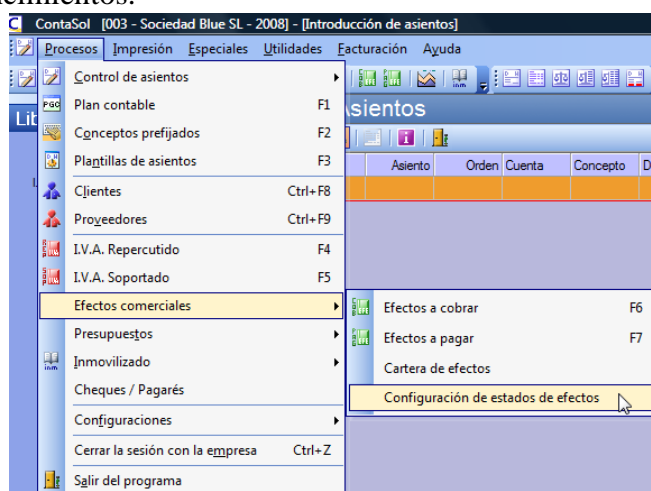 ContaSol [003 - Sociedad Blue SL - 2008] - [Introducción de asientos]
Procesos Impresión Especiales Utilidades Facturación Ayuda
Control de asientos
Plan contable F1
Conceptos prefijados F2
Plantillas de asientos F3
Clientes Ctrl+F8
Proveedores Ctrl+F9
I.V.A. Repercutido F4
I.V.A. Soportado F5
Efectos comerciales
Presupuestos
Inmovilizado
Cheques / Pagarés
Configuraciones
Cerrar la sesión con la empresa Ctrl+Z
Salir del programa
Asiento Orden Cuenta Concepto D
Efectos a cobrar F6
Efectos a pagar F7
Cartera de efectos
Configuración de estados de efectos